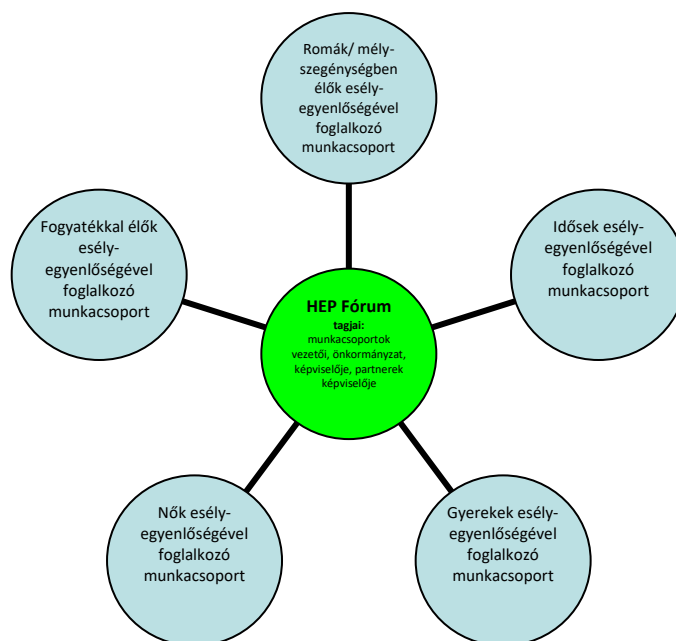 Romák/ mély-
szegénységben
élők esély-
egyenlőségével
foglalkozó
munkacsoport
Fogyatékkal élők
esély-
egyenlőségével
foglalkozó
munkacsoport
Idősek esély-
egyenlőségével
foglalkozó
munkacsoport
HEP Fórum
tagjai:
munkacsoportok
vezetői, önkormányzat,
képviselője, partnerek
képviselője
Nők esély-
egyenlőségével
foglalkozó
munkacsoport
Gyerekek esély-
egyenlőségével
foglalkozó
munkacsoport